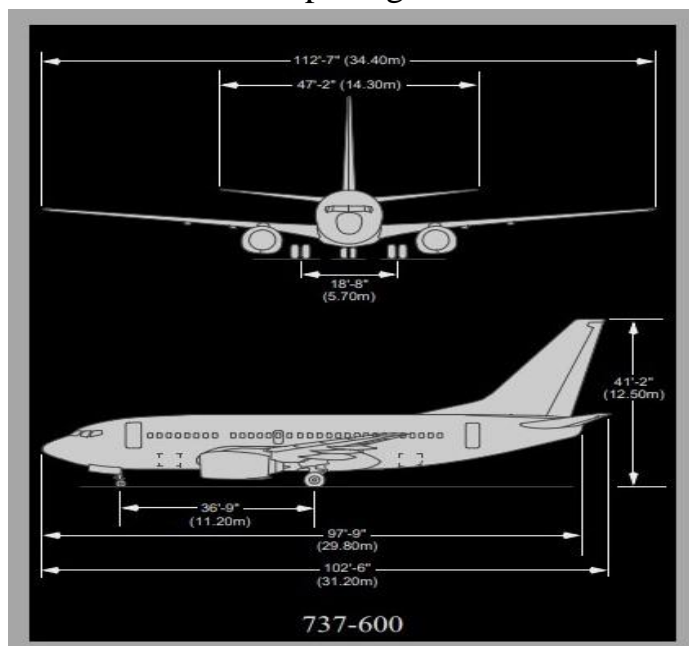 112'-7" (34.40m)
47'-2" (14.30m)
18'-8"
(5.70m)
41'-2"
(12.50m)
36'-9"
(11.20m)
97'-9"
(29.80m)
102'-6"
(31.20m)
737-600